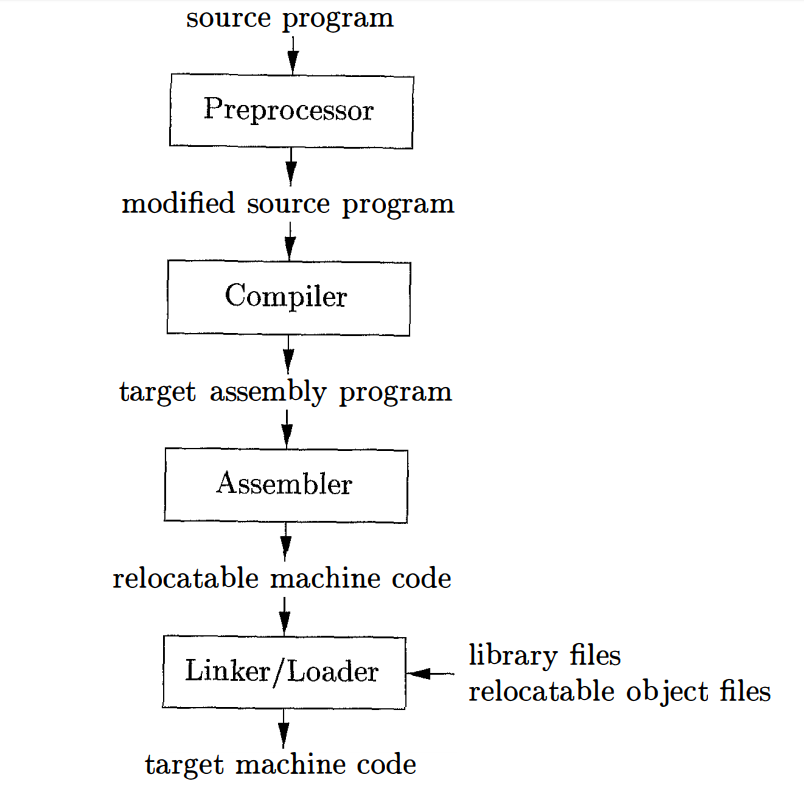 source program
Preprocessor
modified source program
Compiler
target assembly program
Assembler
relocatable machine code
Linker/Loader
library files
relocatable object files
target machine code